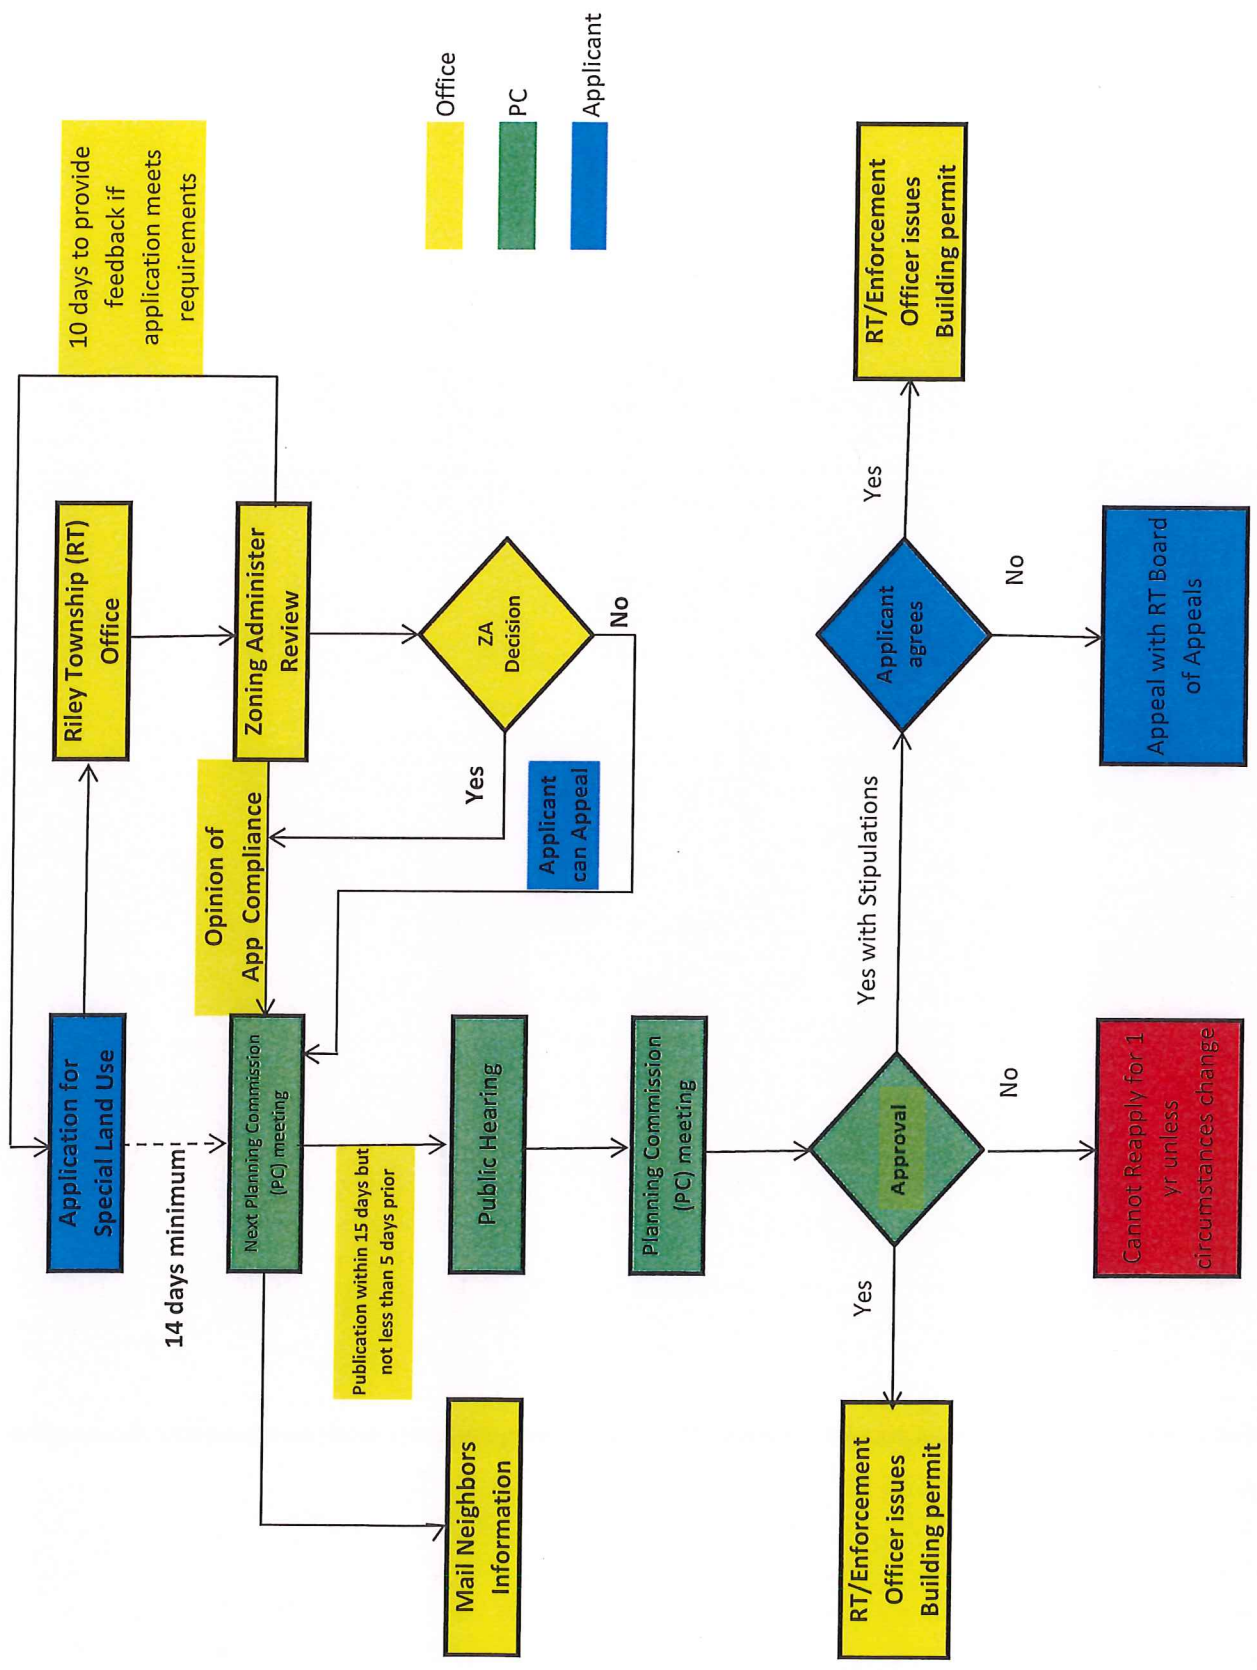 10 days to provide
feedback if
application meets
requirements
Application for
Special Land Use
Riley Township (RT)
Office
14 days minimum
Opinion of
App Compliance
Zoning Administer
Review
Next Planning Commission
(PC) meeting
Mail Neighbors
Information
Publication within 15 days but
not less than 5 days prior
Public Hearing
Yes
ZA
Decision
No
Applicant
can Appeal
Office
PC
Applicant
Planning Commission
(PC) meeting
RT/Enforcement
Officer issues
Building permit
Yes
Approval
Yes with Stipulations
Applicant
agrees
Yes
RT/Enforcement
Officer issues
Building permit
No
No
Cannot Reapply for 1
yr unless
circumstances change
Appeal with RT Board
of Appeals